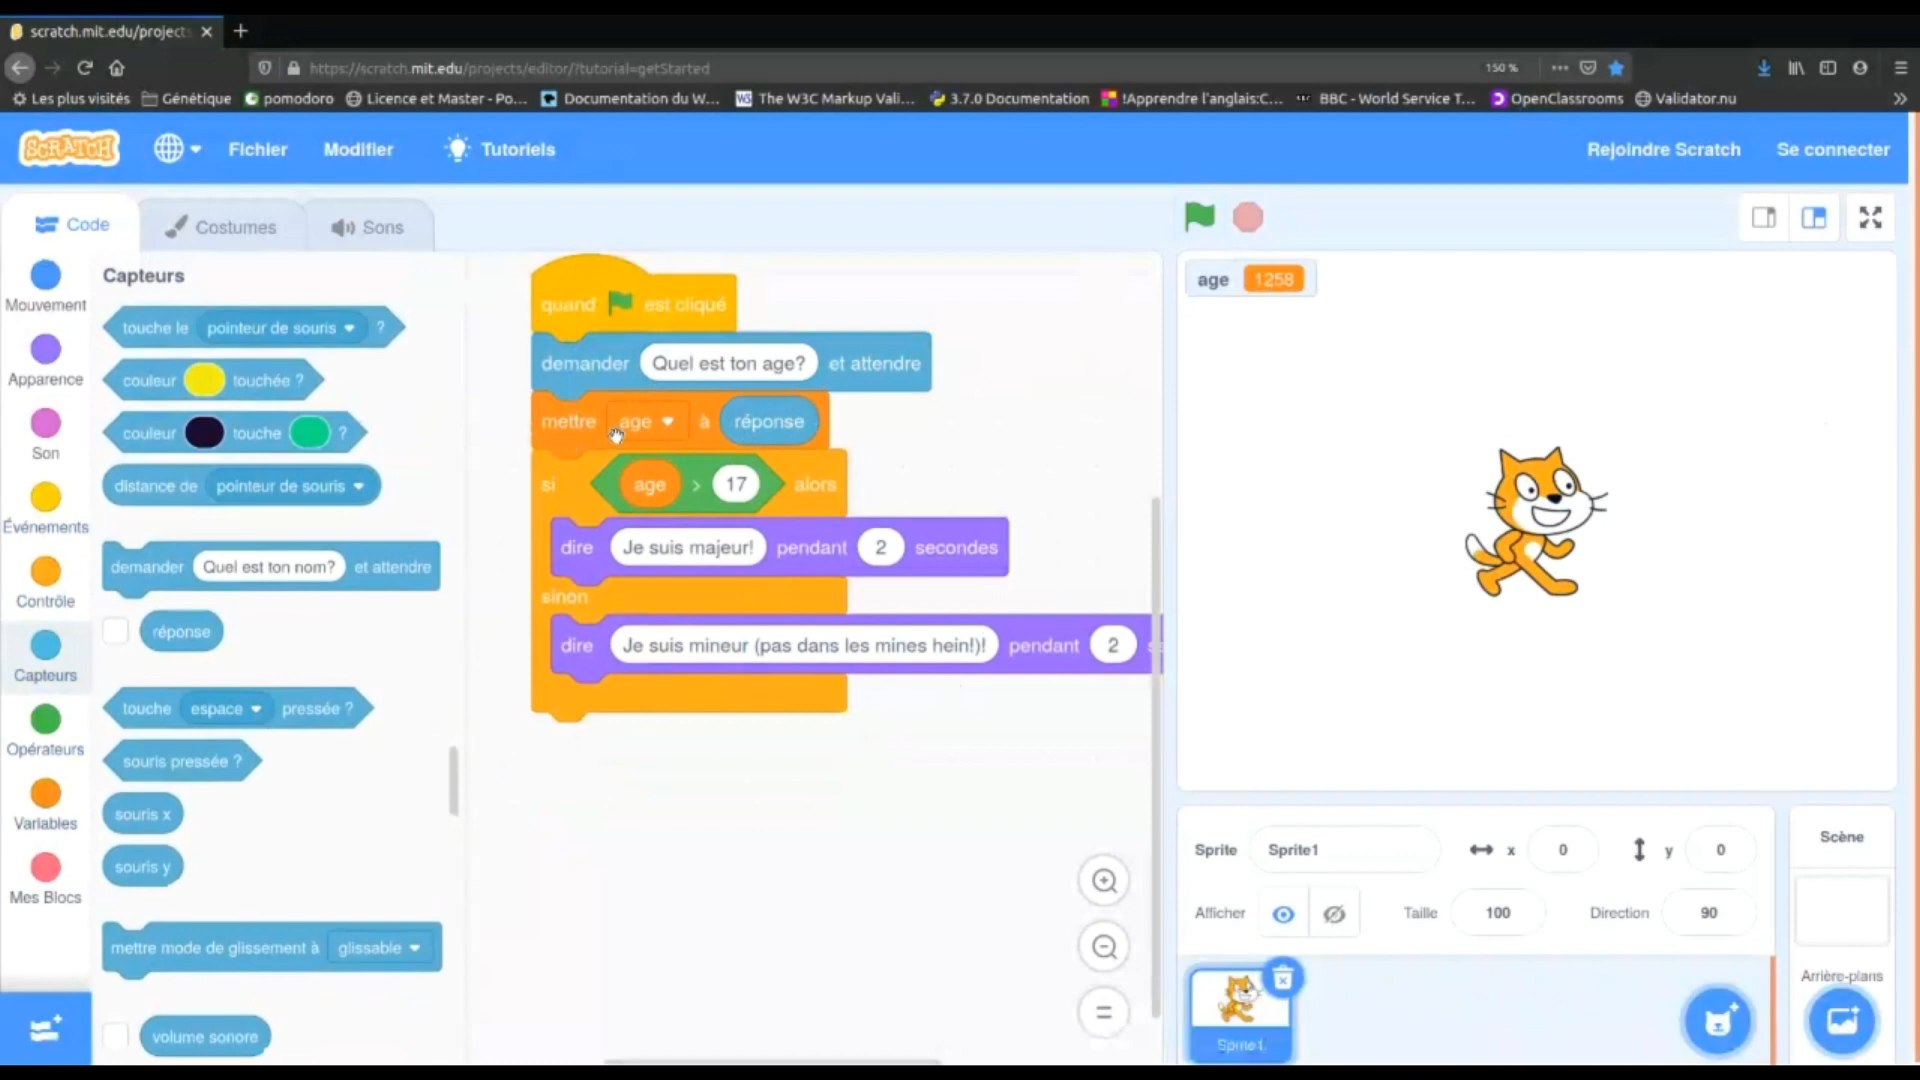 scratch.mit.edu/project
https://scratch.mit.edu/projects/editor/?tutorial=getStarted
150 %
Les plus visités
Génétique
pomodoro
Licence et Master - Po...
Documentation du W...
The W3C Markup Vali...
3.7.0 Documentation
!Apprendre l'anglais:C...
BBC - World Service T...
OpenClassrooms
Validator.nu
SCRATCH
Fichier
Modifier
Tutoriels
Rejoindre Scratch
Se connecter
Code
Costumes
Sons
Mouvement
Apparence
Son
Événements
Contrôle
Capteurs
Opérateurs
Variables
Mes Blocs
Capteurs
touche le pointeur de souris ?
couleur touchée ?
couleur touche ?
distance de pointeur de souris
demander Quel est ton nom? et attendre
réponse
touche espace pressée ?
souris pressée ?
souris x
souris y
mettre mode de glissement à glissable
volume sonore
quand est cliqué
demander Quel est ton age? et attendre
mettre age à réponse
si age > 17 alors
dire Je suis majeur! pendant 2 secondes
sinon
dire Je suis mineur (pas dans les mines hein!)! pendant 2
age 1258
Sprite Sprite1 x 0 y 0
Afficher Taille 100 Direction 90
Sprite1
Scène
Arrière-plans